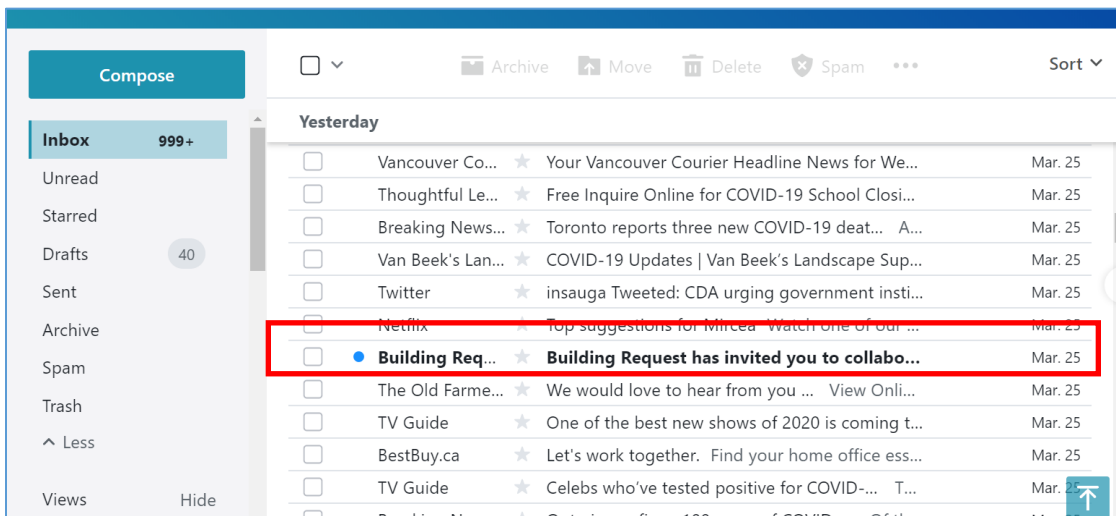 Compose
Archive Move Delete Spam Sort
Yesterday
Inbox 999+
Unread
Starred
Drafts 40
Sent
Archive
Spam
Trash
Less
Views Hide
Vancouver Co... Your Vancouver Courier Headline News for We... Mar. 25
Thoughtful Le... Free Inquire Online for COVID-19 School Closi... Mar. 25
Breaking News... Toronto reports three new COVID-19 deat... A... Mar. 25
Van Beek's Lan... COVID-19 Updates | Van Beek’s Landscape Sup... Mar. 25
Twitter insauga Tweeted: CDA urging government insti... Mar. 25
Netflix Top suggestions for Mircea Watch one of our ... Mar. 25
Building Req... Building Request has invited you to collabo... Mar. 25
The Old Farme... We would love to hear from you ... View Onli... Mar. 25
TV Guide One of the best new shows of 2020 is coming t... Mar. 25
BestBuy.ca Let's work together. Find your home office ess... Mar. 25
TV Guide Celebs who’ve tested positive for COVID-... T... Mar. 25